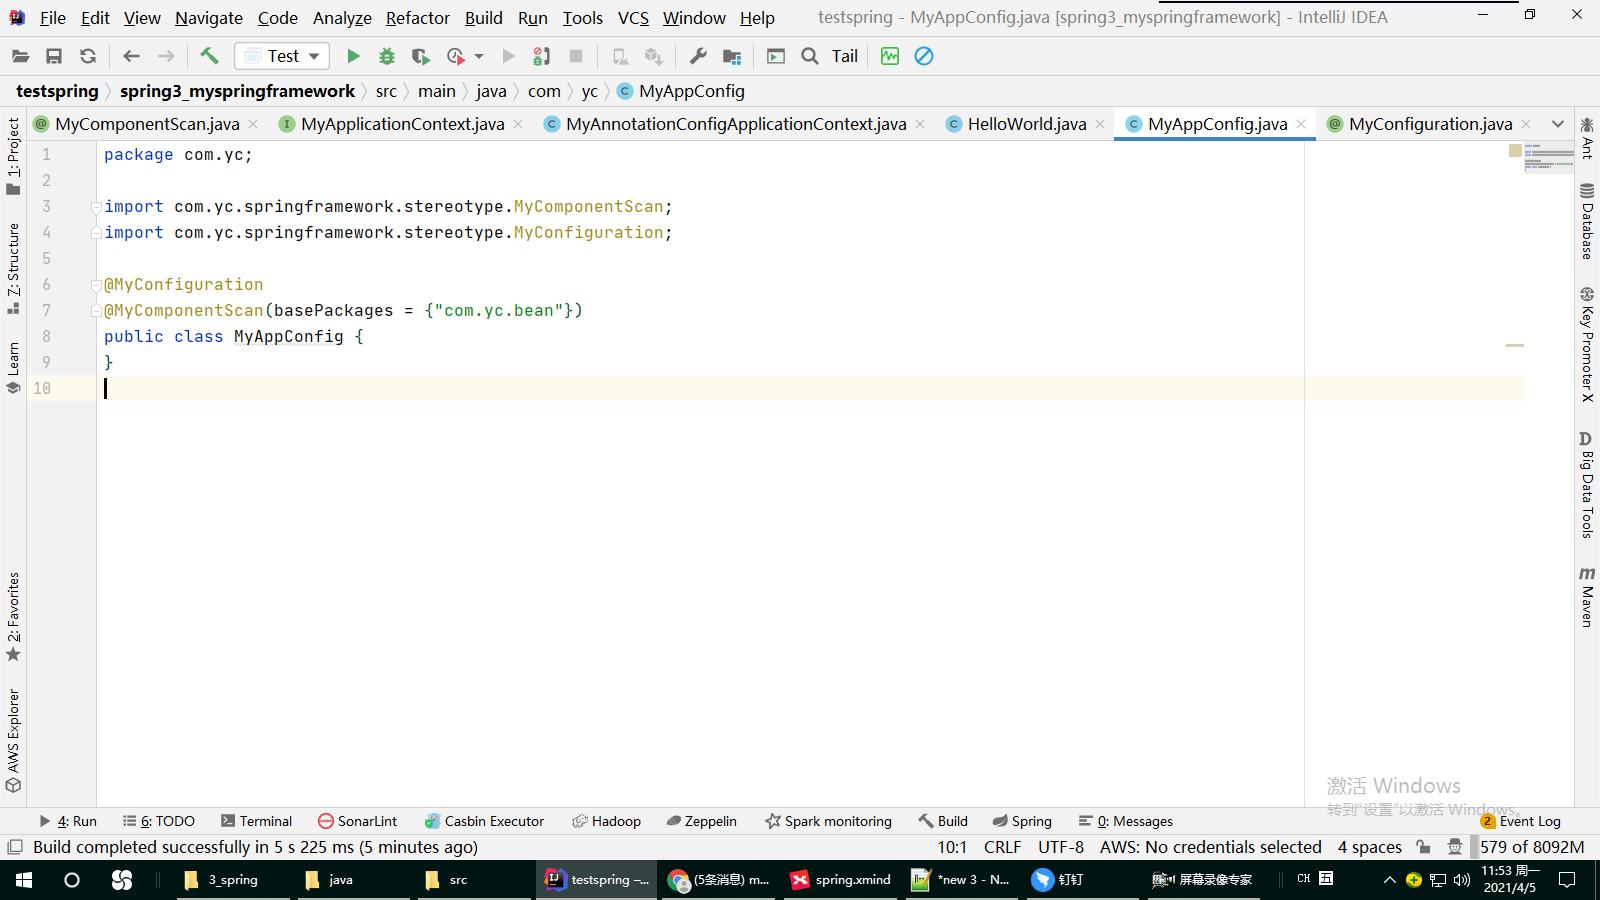 File Edit View Navigate Code Analyze Refactor Build Run Tools VCS Window Help testspring - MyAppConfig.java [spring3_myspringframework] - IntelliJ IDEA
Test Tail
testspring spring3_myspringframework src main java com yc MyAppConfig
MyComponentScan.java MyApplicationContext.java MyAnnotationConfigApplicationContext.java HelloWorld.java MyAppConfig.java MyConfiguration.java
1 package com.yc;
2
3 import com.yc.springframework.stereotype.MyComponentScan;
4 import com.yc.springframework.stereotype.MyConfiguration;
5
6 @MyConfiguration
7 @MyComponentScan(basePackages = {"com.yc.bean"})
8 public class MyAppConfig {
9 }
10
1: Project
Z: Structure
Learn
2: Favorites
AWS Explorer
Ant
Database
Key Promoter X
Big Data Tools
Maven
激活 Windows
转到"设置"以激活 Windows。
4: Run 6: TODO Terminal SonarLint Casbin Executor Hadoop Zeppelin Spark monitoring Build Spring 0: Messages 2 Event Log
Build completed successfully in 5 s 225 ms (5 minutes ago) 10:1 CRLF UTF-8 AWS: No credentials selected 4 spaces 579 of 8092M
3_spring java src testspring –... (5条消息) m... spring.xmind *new 3 - N... 钉钉 屏幕录像专家 CH 五 11:53 周一
2021/4/5